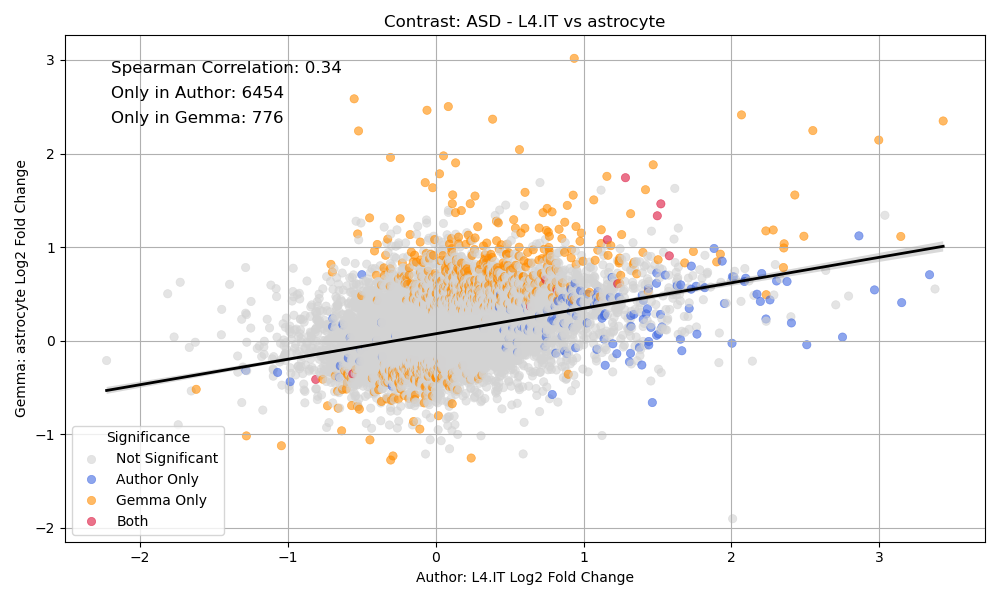 Contrast: ASD - L4.IT vs astrocyte
Spearman Correlation: 0.34
Only in Author: 6454
Only in Gemma: 776
Gemma: astrocyte Log2 Fold Change
3
2
1
0
−1
−2
Significance
Not Significant
Author Only
Gemma Only
Both
−2 −1 0 1 2 3
Author: L4.IT Log2 Fold Change